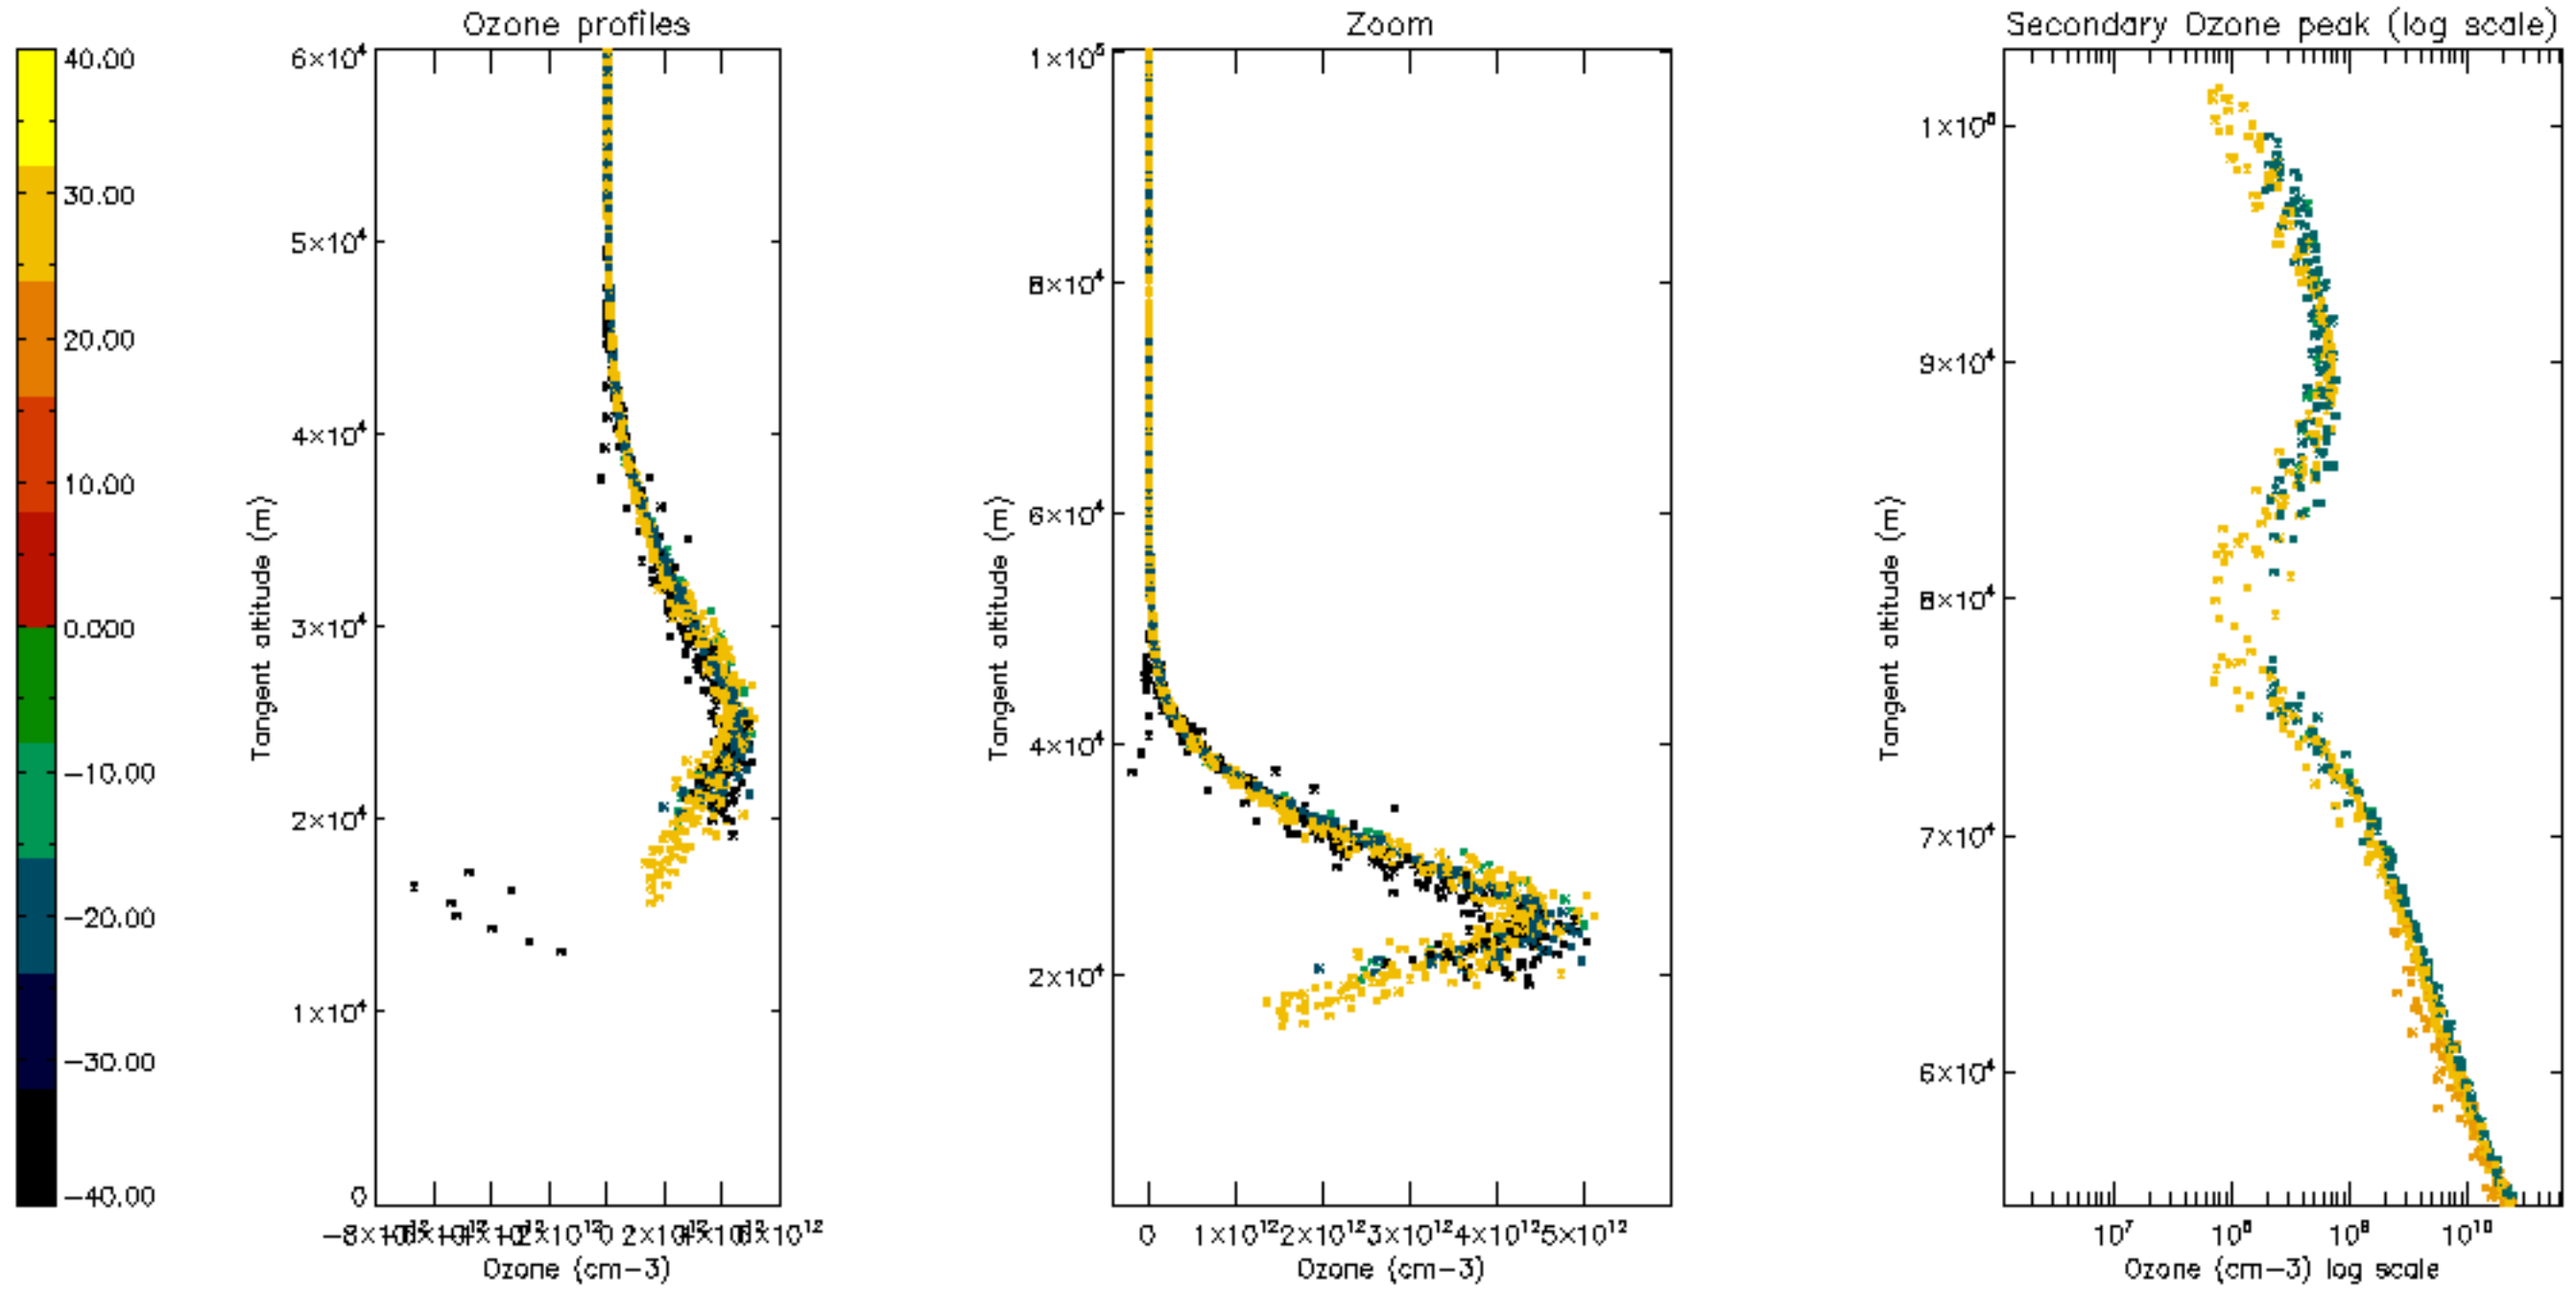 Ozone profiles
Zoom
Secondary Ozone peak (log scale)
40.00
30.00
20.00
10.00
0.000
−10.00
−20.00
−30.00
−40.00
6×10⁴
5×10⁴
4×10⁴
3×10⁴
2×10⁴
1×10⁴
0
Tangent altitude (m)
0
6×10¹²
Ozone (cm−3)
1×10⁵
8×10⁴
6×10⁴
4×10⁴
2×10⁴
Tangent altitude (m)
0 1×10¹² 2×10¹² 3×10¹² 4×10¹² 5×10¹²
Ozone (cm−3)
1×10⁵
9×10⁴
8×10⁴
7×10⁴
6×10⁴
Tangent altitude (m)
10⁷ 10⁸ 10⁹ 10¹⁰
Ozone (cm−3) log scale